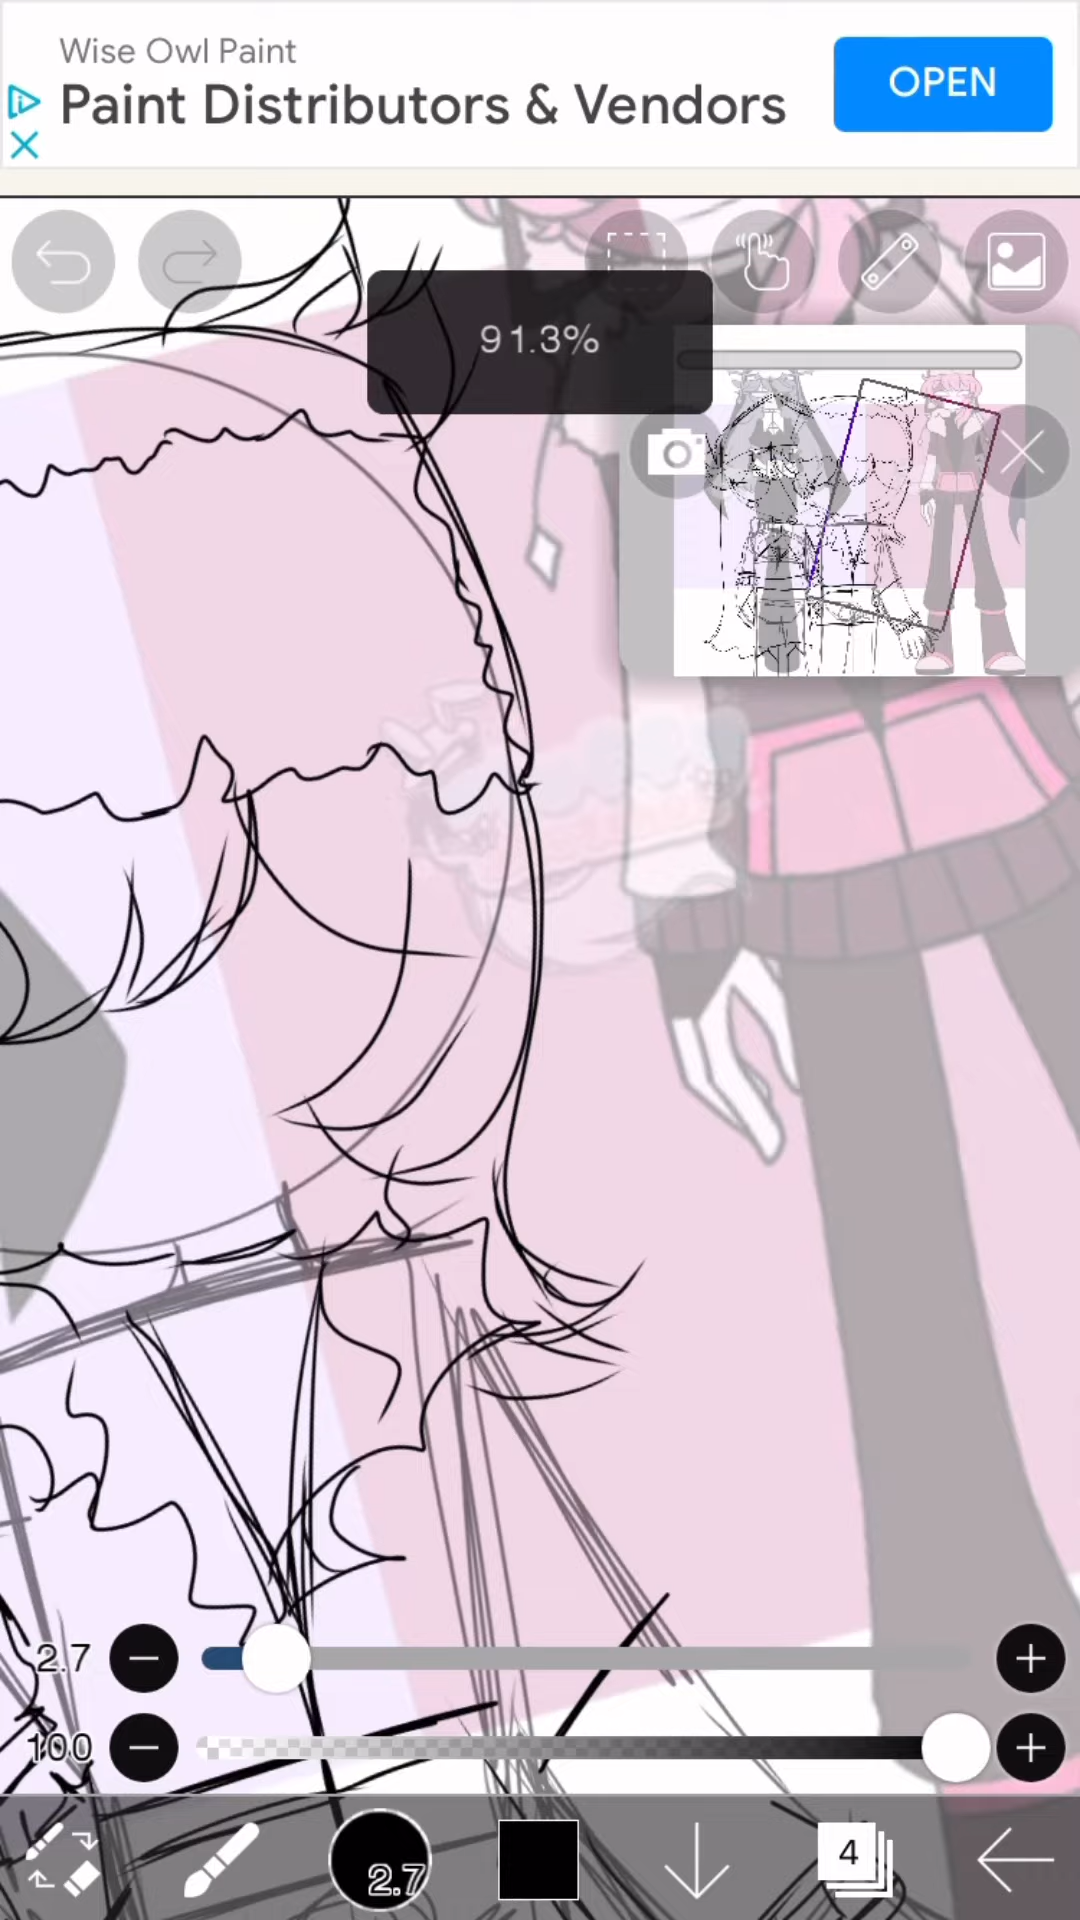 Wise Owl Paint
Paint Distributors & Vendors
OPEN
91.3%
2.7
100
2.7
4